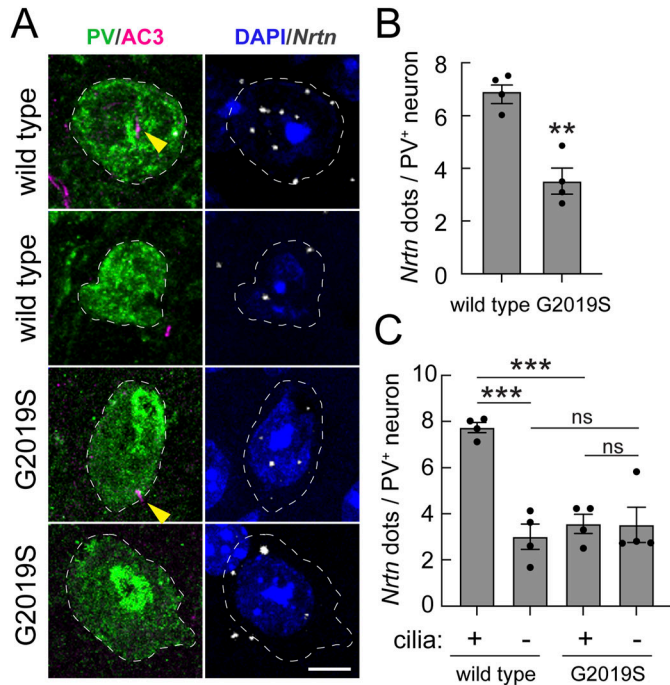 A
PV/AC3
DAPI/Nrtn
wild type
wild type
G2019S
G2019S
B
Nrtn dots / PV⁺ neuron
8
6
4
2
0
**
wild type G2019S
C
Nrtn dots / PV⁺ neuron
10
8
6
4
2
0
***
***
ns
ns
cilia: + - + -
wild type G2019S